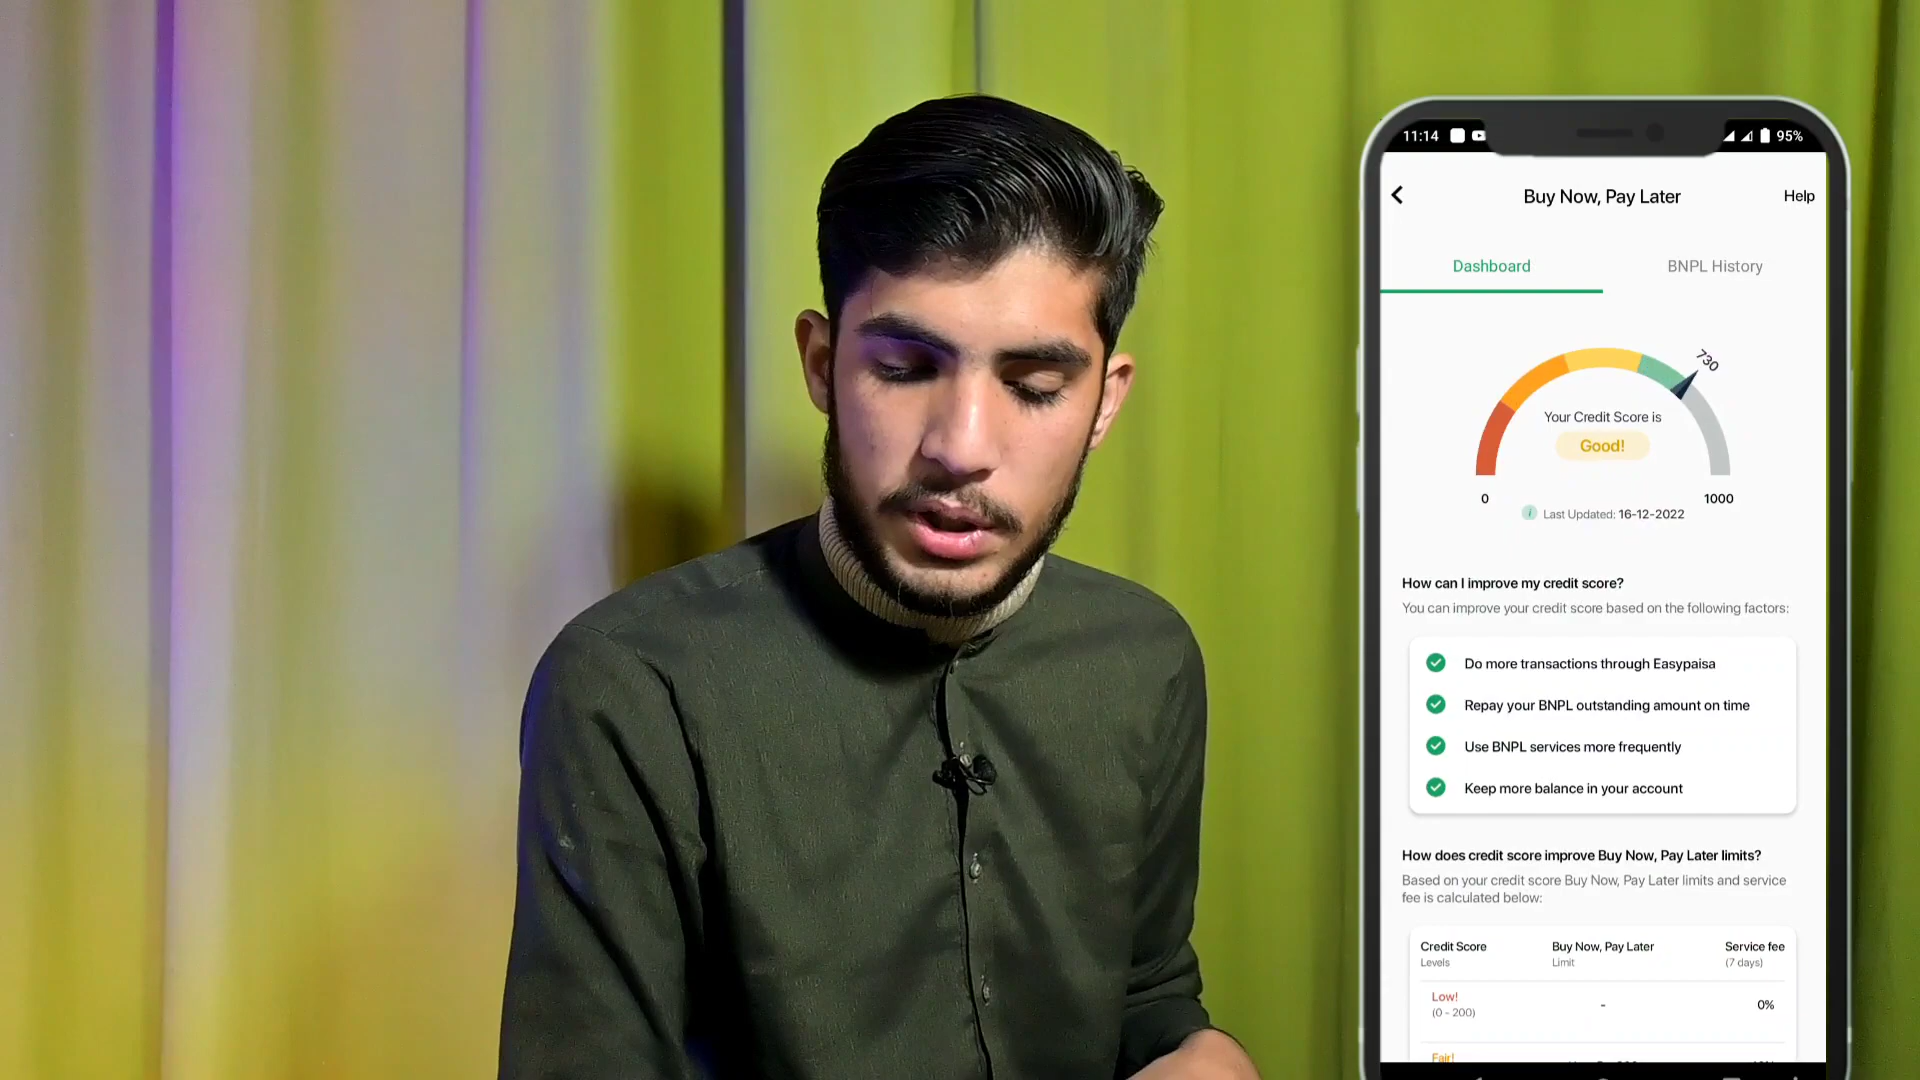 11:14
95%
Buy Now, Pay Later
Help
Dashboard
BNPL History
730
Your Credit Score is
Good!
0
1000
Last Updated: 16-12-2022
How can I improve my credit score?
You can improve your credit score based on the following factors:
Do more transactions through Easypaisa
Repay your BNPL outstanding amount on time
Use BNPL services more frequently
Keep more balance in your account
How does credit score improve Buy Now, Pay Later limits?
Based on your credit score Buy Now, Pay Later limits and service
fee is calculated below:
Credit Score
Levels
Buy Now, Pay Later
Limit
Service fee
(7 days)
Low!
(0 - 200)
-
0%
Fair!